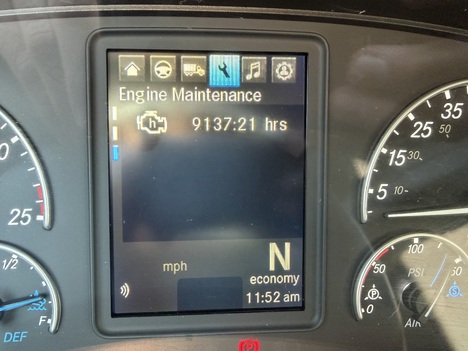 Engine Maintenance
h 9137:21 hrs
mph
N
economy
11:52 am
25
1/2
DEF F
5 10
15 30
25 50
35
0 50 100
PSI
P S
AIR